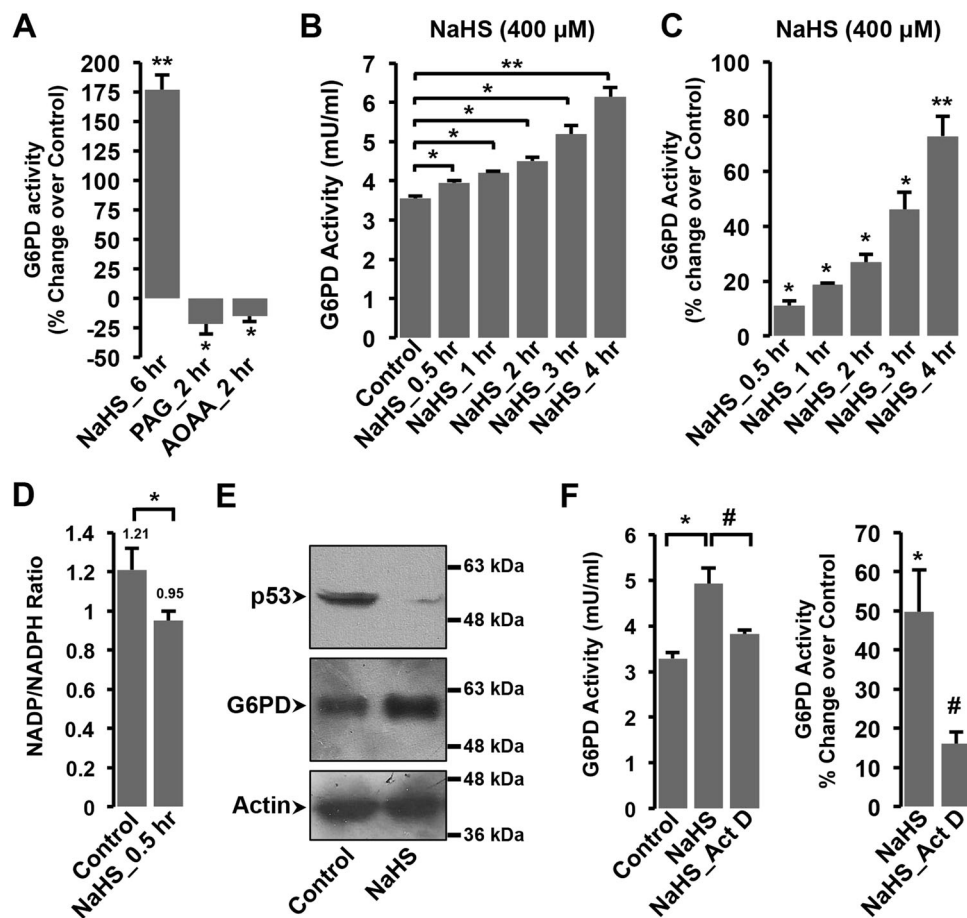 A
G6PD activity
(% Change over Control)
200
175
150
125
100
75
50
25
0
-25
-50
**
*
*
NaHS_6 hr
PAG_2 hr
AOAA_2 hr
B
NaHS (400 µM)
G6PD Activity (mU/ml)
7
6
5
4
3
2
1
0
**
*
*
*
*
Control
NaHS_0.5 hr
NaHS_1 hr
NaHS_2 hr
NaHS_3 hr
NaHS_4 hr
C
NaHS (400 µM)
G6PD Activity
(% change over Control)
100
80
60
40
20
0
*
*
*
*
**
NaHS_0.5 hr
NaHS_1 hr
NaHS_2 hr
NaHS_3 hr
NaHS_4 hr
D
NADP/NADPH Ratio
1.4
1.2
1
0.8
0.6
0.4
0.2
0
*
1.21
0.95
Control
NaHS_0.5 hr
E
p53
63 kDa
48 kDa
G6PD
63 kDa
48 kDa
Actin
48 kDa
36 kDa
Control
NaHS
F
G6PD Activity (mU/ml)
6
5
4
3
2
1
0
*
#
Control
NaHS
NaHS_Act D
G6PD Activity
% Change over Control
70
60
50
40
30
20
10
0
*
#
NaHS
NaHS_Act D